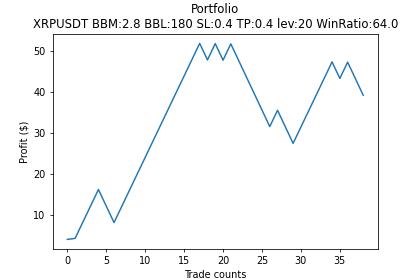 Portfolio
XRPUSDT BBM:2.8 BBL:180 SL:0.4 TP:0.4 lev:20 WinRatio:64.0
50
40
30
20
10
Profit ($)
0 5 10 15 20 25 30 35
Trade counts